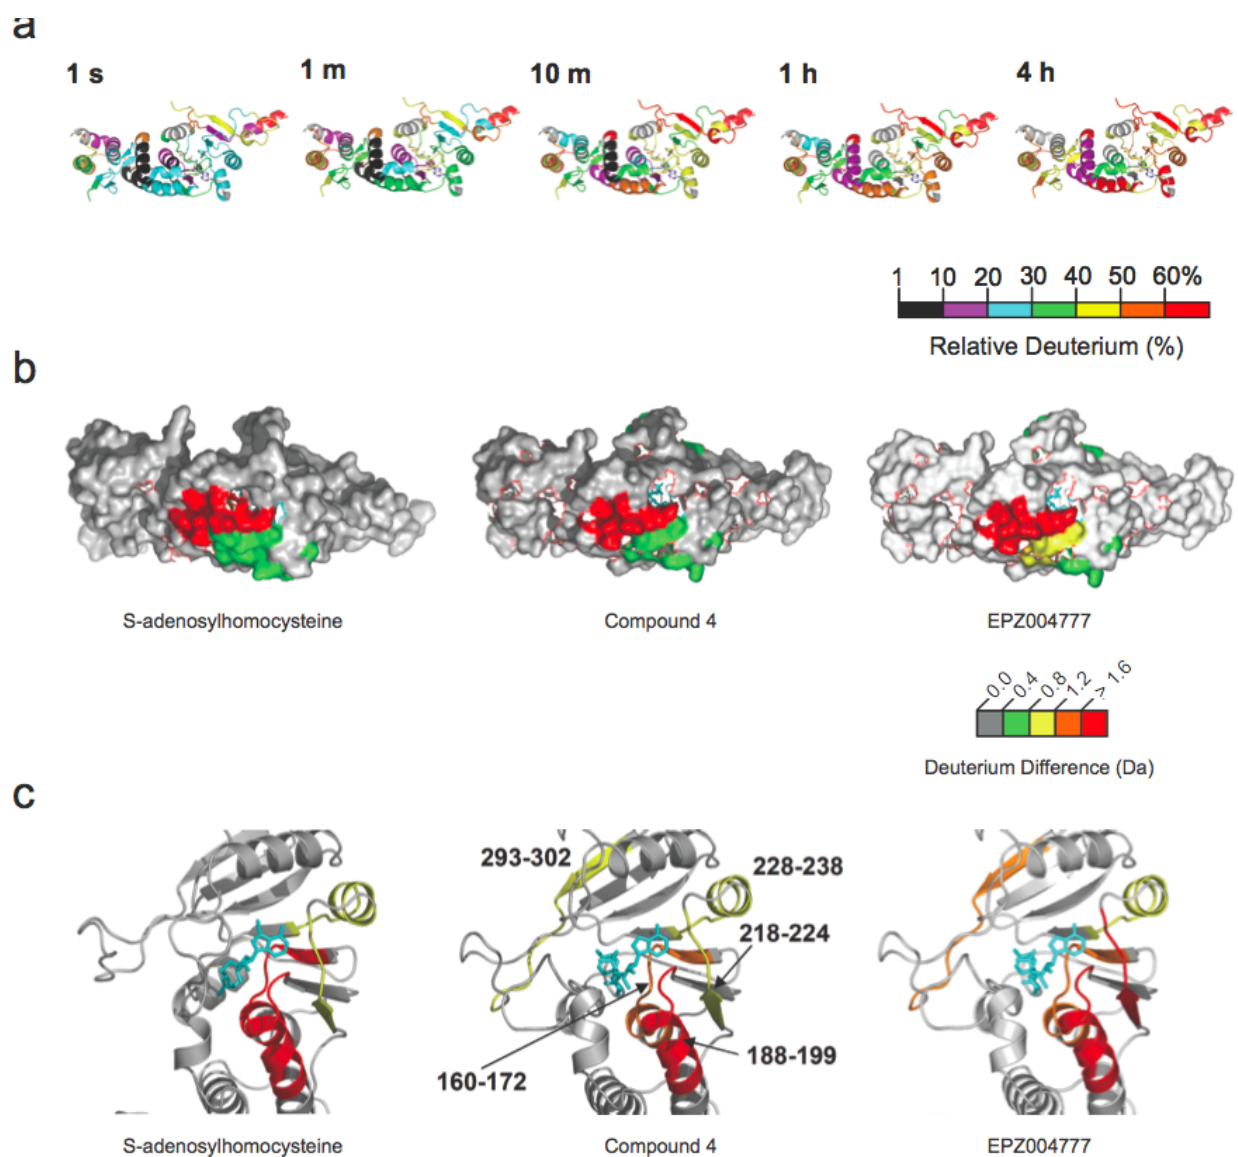 a
1 s 1 m 10 m 1 h 4 h
1 10 20 30 40 50 60%
Relative Deuterium (%)
b
S-adenosylhomocysteine Compound 4 EPZ004777
0.0 0.4 0.8 1.2 > 1.6
Deuterium Difference (Da)
c
293-302 228-238
218-224
188-199
160-172
S-adenosylhomocysteine Compound 4 EPZ004777